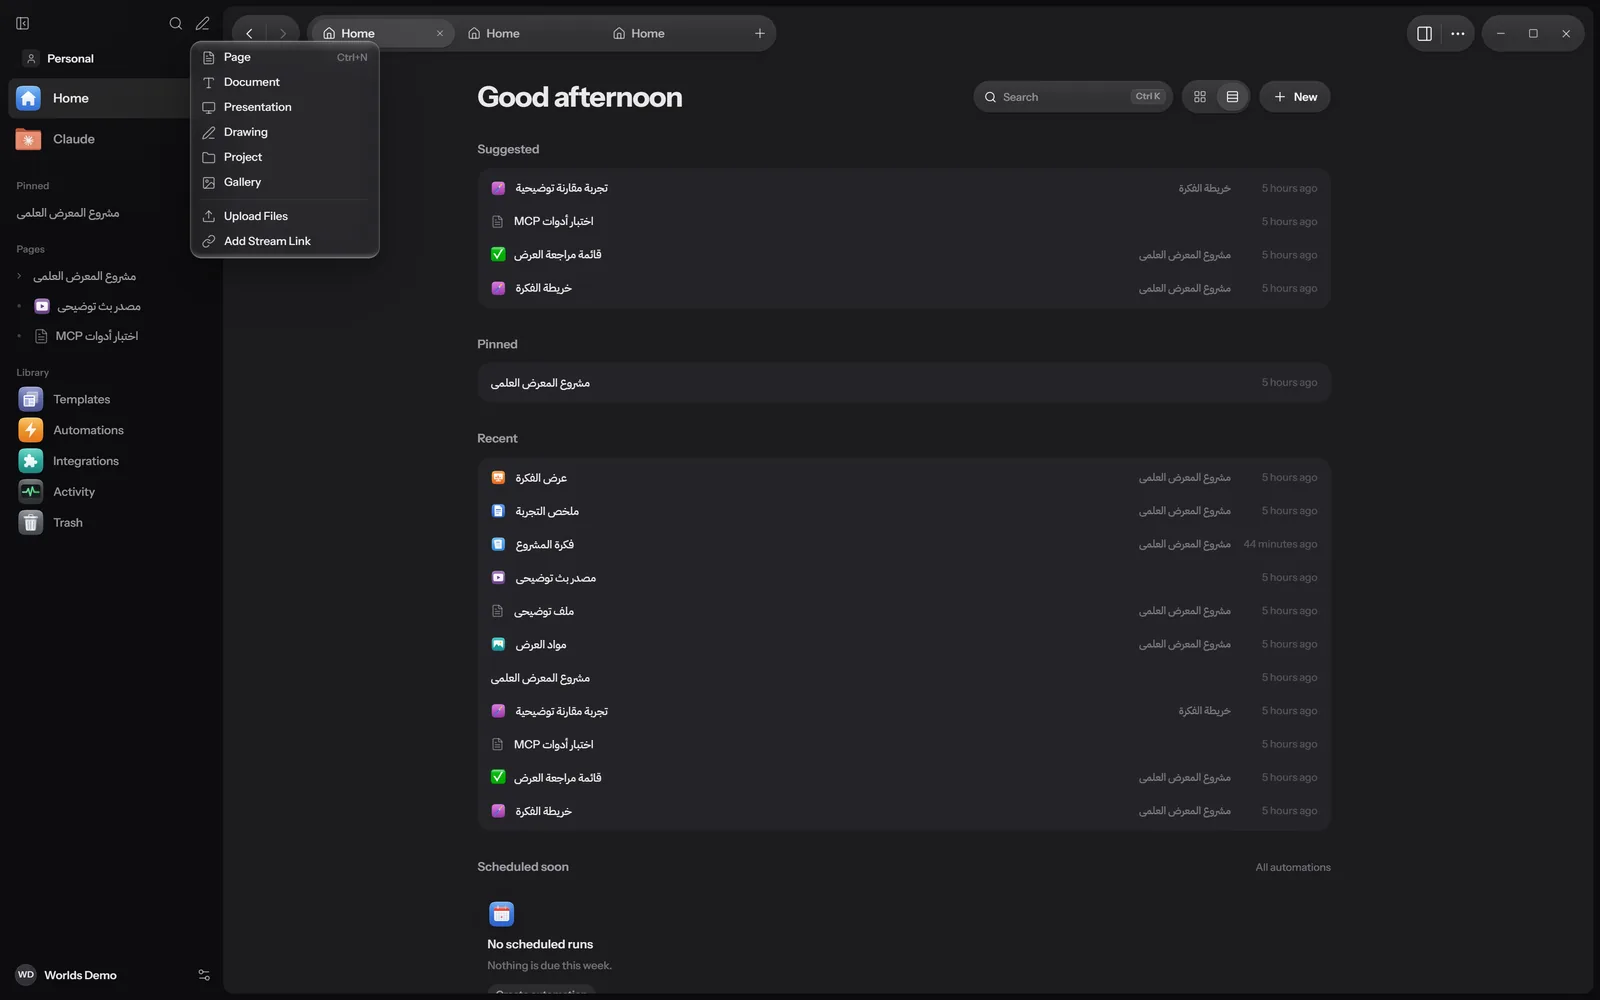 Personal
Home
Claude
Pinned
مشروع المعرض العلمي
Pages
مشروع المعرض العلمي
مصدر بث توضيحي
اختبار أدوات MCP
Library
Templates
Automations
Integrations
Activity
Trash
WD Worlds Demo
Page Ctrl+N
Document
Presentation
Drawing
Project
Gallery
Upload Files
Add Stream Link
Home
Home
Home
Good afternoon
Search Ctrl K
New
Suggested
تجربة مقارنة توضيحية خريطة الفكرة 5 hours ago
اختبار أدوات MCP 5 hours ago
قائمة مراجعة العرض مشروع المعرض العلمي 5 hours ago
خريطة الفكرة مشروع المعرض العلمي 5 hours ago
Pinned
مشروع المعرض العلمي 5 hours ago
Recent
عرض الفكرة مشروع المعرض العلمي 5 hours ago
ملخص التجربة مشروع المعرض العلمي 5 hours ago
فكرة المشروع مشروع المعرض العلمي 44 minutes ago
مصدر بث توضيحي 5 hours ago
ملف توضيحي مشروع المعرض العلمي 5 hours ago
مواد العرض مشروع المعرض العلمي 5 hours ago
مشروع المعرض العلمي 5 hours ago
تجربة مقارنة توضيحية خريطة الفكرة 5 hours ago
اختبار أدوات MCP 5 hours ago
قائمة مراجعة العرض مشروع المعرض العلمي 5 hours ago
خريطة الفكرة مشروع المعرض العلمي 5 hours ago
Scheduled soon All automations
No scheduled runs
Nothing is due this week.
Create automation